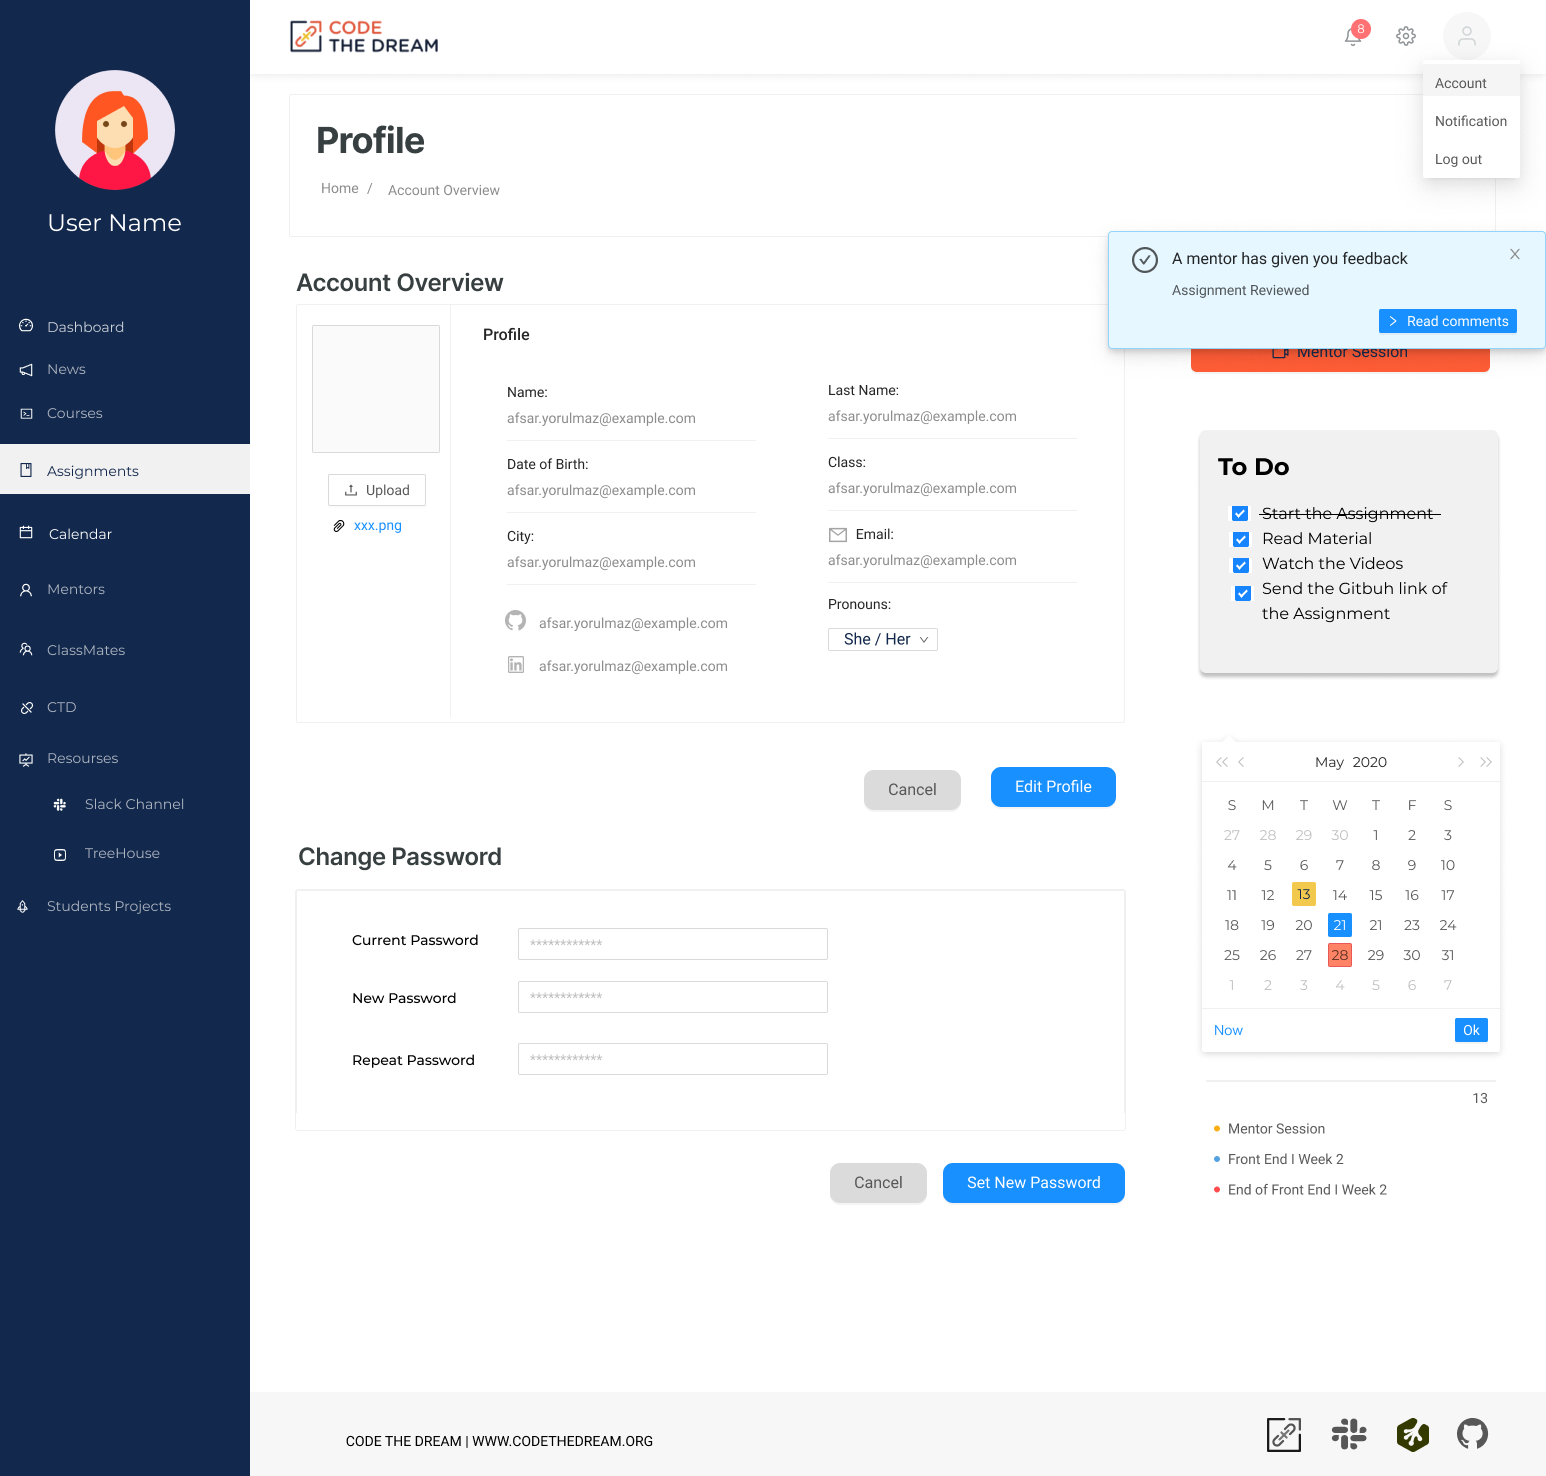 User Name
Dashboard
News
Courses
Assignments
Calendar
Mentors
ClassMates
CTD
Resourses
Slack Channel
TreeHouse
Students Projects
CODE
THE DREAM
8
Account
Notification
Log out
Profile
Home / Account Overview
A mentor has given you feedback
Assignment Reviewed
Read comments
Mentor Session
Account Overview
Upload
xxx.png
Profile
Name:
afsar.yorulmaz@example.com
Date of Birth:
afsar.yorulmaz@example.com
City:
afsar.yorulmaz@example.com
afsar.yorulmaz@example.com
afsar.yorulmaz@example.com
Last Name:
afsar.yorulmaz@example.com
Class:
afsar.yorulmaz@example.com
Email:
afsar.yorulmaz@example.com
Pronouns:
She / Her
Cancel
Edit Profile
Change Password
Current Password ************
New Password ************
Repeat Password ************
Cancel
Set New Password
To Do
Start the Assignment
Read Material
Watch the Videos
Send the Gitbuh link of
the Assignment
May 2020
S M T W T F S
27 28 29 30 1 2 3
4 5 6 7 8 9 10
11 12 13 14 15 16 17
18 19 20 21 21 23 24
25 26 27 28 29 30 31
1 2 3 4 5 6 7
Now
Ok
13
Mentor Session
Front End I Week 2
End of Front End I Week 2
CODE THE DREAM | WWW.CODETHEDREAM.ORG